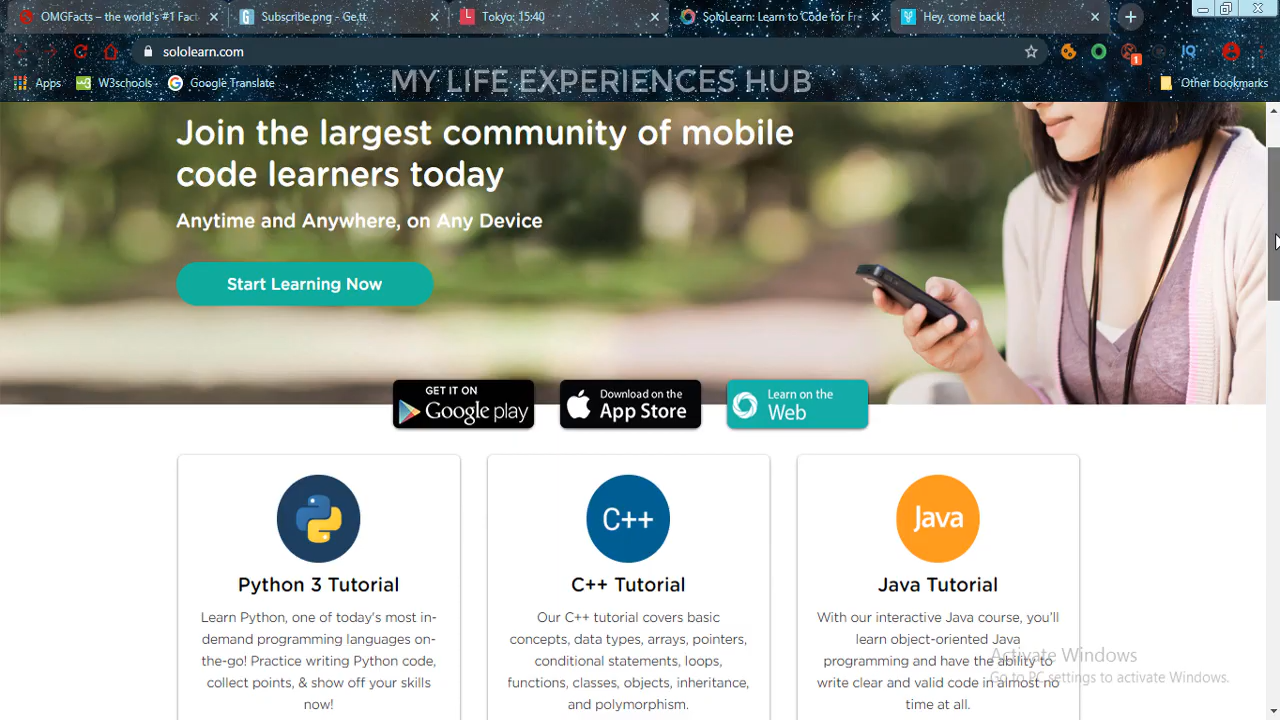 OMGFacts – the world's #1 Fact
Subscribe.png - Ge.tt
Tokyo: 15:40
SoloLearn: Learn to Code for Fre
Hey, come back!
sololearn.com
1
IQ
Apps
W3schools
Google Translate
MY LIFE EXPERIENCES HUB
Other bookmarks
Join the largest community of mobile
code learners today
Anytime and Anywhere, on Any Device
Start Learning Now
GET IT ON
Google play
Download on the
App Store
Learn on the
Web
C++
Java
Python 3 Tutorial
C++ Tutorial
Java Tutorial
Learn Python, one of today's most in-
demand programming languages on-
the-go! Practice writing Python code,
collect points, & show off your skills
now!
Our C++ tutorial covers basic
concepts, data types, arrays, pointers,
conditional statements, loops,
functions, classes, objects, inheritance,
and polymorphism.
With our interactive Java course, you'll
learn object-oriented Java
programming and have the ability to
write clear and valid code in almost no
time at all.
Activate Windows
Go to PC settings to activate Windows.